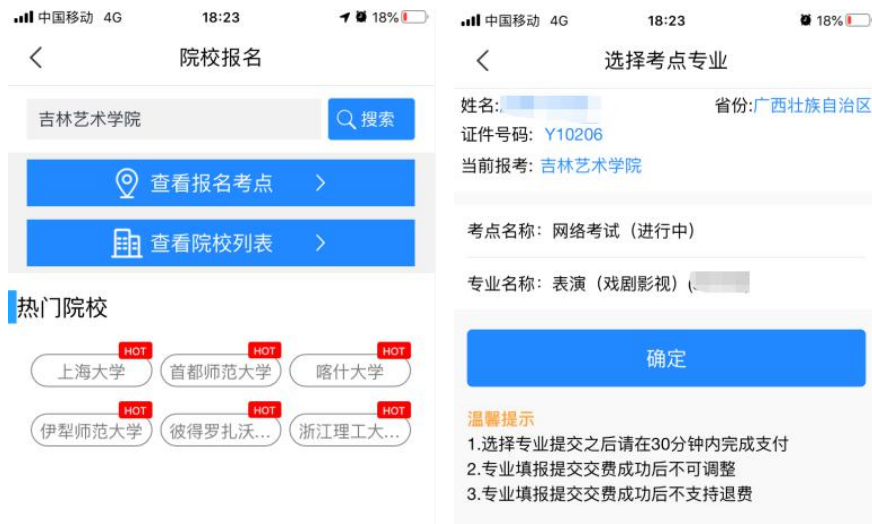 中国移动 4G 18:23 18%
院校报名
吉林艺术学院 搜索
查看报名考点
查看院校列表
热门院校
HOT HOT HOT
上海大学 首都师范大学 喀什大学
HOT HOT HOT
伊犁师范大学 彼得罗扎沃... 浙江理工大...
中国移动 4G 18:23 18%
选择考点专业
姓名: 省份:广西壮族自治区
证件号码: Y10206
当前报考: 吉林艺术学院
考点名称: 网络考试（进行中）
专业名称: 表演（戏剧影视）(
确定
温馨提示
1.选择专业提交之后请在30分钟内完成支付
2.专业填报提交交费成功后不可调整
3.专业填报提交交费成功后不支持退费